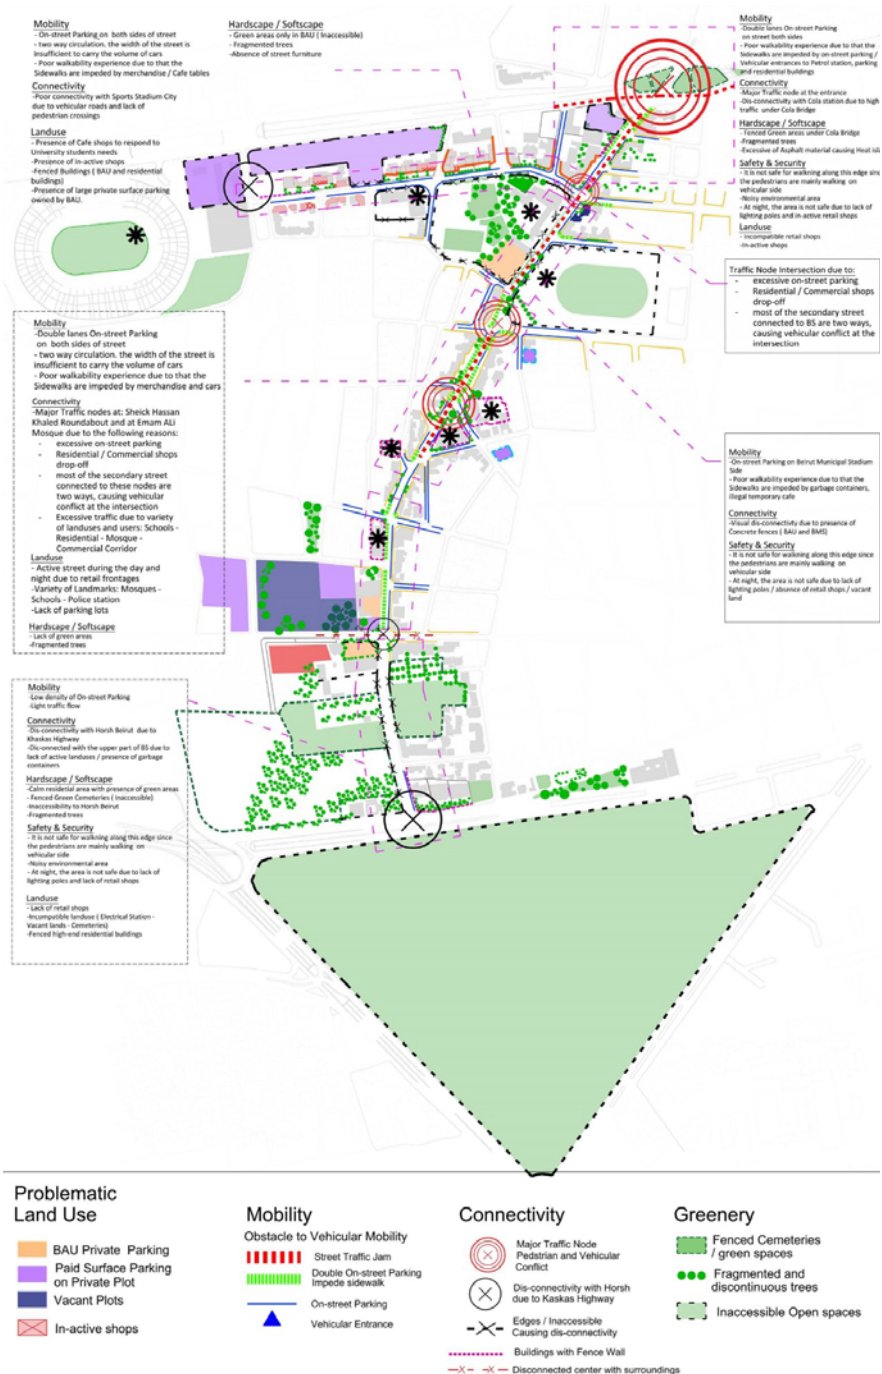 Mobility
- On-street Parking on both sides of street
- two way circulation. the width of the street is
insufficient to carry the volume of cars
- Poor walkability experience due to that the
Sidewalks are impeded by merchandise / Cafe tables
Connectivity
-Poor connectivity with Sports Stadium City
due to vehicular roads and lack of
pedestrian crossings
Landuse
- Presence of Cafe shops to respond to
University students needs
- Presence of in-active shops
- Fenced Buildings ( BAU and residential
buildings)
-Presence of large private surface parking
owned by BAU.
Hardscape / Softscape
- Green areas only in BAU ( Inaccessible)
- Fragmented trees
-Absence of street furniture
Mobility
-Double lanes On-street Parking
on street both sides
- Poor walkability experience due to that the
Sidewalks are impeded by on-street parking /
Vehicular entrances to Petrol station, parking
and residential buildings
Connectivity
-Major Traffic node at the entrance
-Dis-connectivity with Cola station due to high
traffic under Cola Bridge
Hardscape / Softscape
- Fenced Green areas under Cola Bridge
-Fragmented trees
-Excessive of Asphalt material causing Heat isla
Safety & Security
- It is not safe for walkning along this edge since
the pedestrians are mainly walking on
vehicular side
-Noisy environmental area
- At night, the area is not safe due to lack of
lighting poles and in-active retail shops
Landuse
- Incompatible retail shops
-In-active shops
Traffic Node Intersection due to:
- excessive on-street parking
- Residential / Commercial shops
drop-off
- most of the secondary street
connected to BS are two ways,
causing vehicular conflict at the
intersection
Mobility
-Double lanes On-street Parking
on both sides of street
- two way circulation. the width of the street is
insufficient to carry the volume of cars
- Poor walkability experience due to that the
Sidewalks are impeded by merchandise and cars
Connectivity
-Major Traffic nodes at: Sheick Hassan
Khaled Roundabout and at Emam ALi
Mosque due to the following reasons:
- excessive on-street parking
- Residential / Commercial shops
drop-off
- most of the secondary street
connected to these nodes are
two ways, causing vehicular
conflict at the intersection
- Excessive traffic due to variety
of landuses and users: Schools -
Residential - Mosque -
Commercial Corridor
Landuse
- Active street during the day and
night due to retail frontages
-Variety of Landmarks: Mosques -
Schools - Police station
-Lack of parking lots
Hardscape / Softscape
- Lack of green areas
-Fragmented trees
Mobility
-On-street Parking on Beirut Municipal Stadium
Side
- Poor walkability experience due to that the
Sidewalks are impeded by garbage containers,
illegal temporary cafe
Connectivity
-Visual dis-connectivity due to presence of
Concrete fences ( BAU and BMS)
Safety & Security
- It is not safe for walking along this edge since
the pedestrians are mainly walking on
vehicular side
- At night, the area is not safe due to lack of
lighting poles / absence of retail shops / vacant
land
Mobility
-Low density of On-street Parking
-Light traffic flow
Connectivity
-Dis-connectivity with Horsh Beirut due to
Khaskas Highway
-Dic-onnected with the upper part of BS due to
lack of active landuses / presence of garbage
containers
Hardscape / Softscape
-Calm residetial area with presence of green areas
- Fenced Green Cemeteries ( Inaccessible)
-Inaccessibility to Horsh Beirut
-Fragmented trees
Safety & Security
- It is not safe for walkning along this edge since
the pedestrians are mainly walking on
vehicular side
-Noisy environmental area
- At night, the area is not safe due to lack of
lighting poles and lack of retail shops
Landuse
- Lack of retail shops
-Incompatible landuse ( Electrical Station -
Vacant lands - Cemeteries)
-Fenced high-end residential buildings
Problematic
Land Use
BAU Private Parking
Paid Surface Parking
on Private Plot
Vacant Plots
In-active shops
Mobility
Obstacle to Vehicular Mobility
Street Traffic Jam
Double On-street Parking
Impede sidewalk
On-street Parking
Vehicular Entrance
Connectivity
Major Traffic Node
Pedstrian and Vehicular
Conflict
Dis-connectivity with Horsh
due to Kaskas Highway
Edges / Inaccessible
Causing dis-connectivity
Buildings with Fence Wall
Disconnected center with surroundings
Greenery
Fenced Cemeteries
/ green spaces
Fragmented and
discontinuous trees
Inaccessible Open spaces